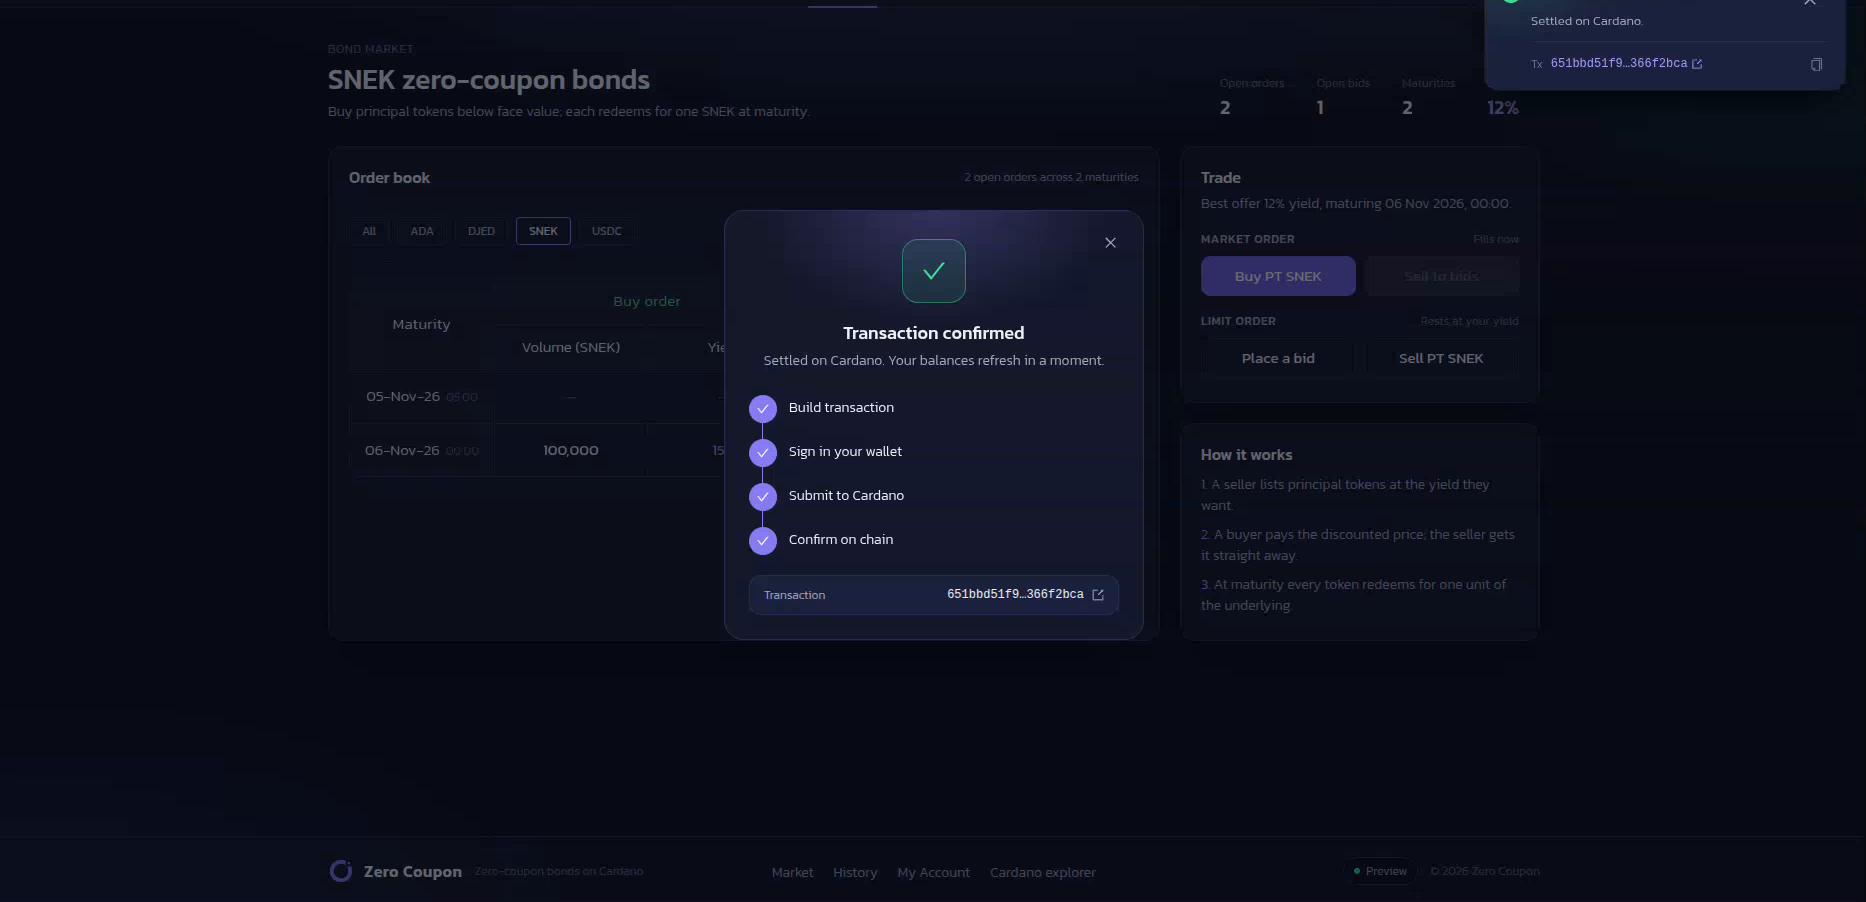 Settled on Cardano.
Tx 651bbd51f9…366f2bca
BOND MARKET
SNEK zero-coupon bonds
Buy principal tokens below face value; each redeems for one SNEK at maturity.
Open orders
2
Open bids
1
Maturities
2
12%
Order book
2 open orders across 2 maturities
All ADA DJED SNEK USDC
Buy order
Maturity
Volume (SNEK)
05-Nov-26 05:00 —
06-Nov-26 00:00 100,000 15
Transaction confirmed
Settled on Cardano. Your balances refresh in a moment.
Build transaction
Sign in your wallet
Submit to Cardano
Confirm on chain
Transaction 651bbd51f9…366f2bca
Trade
Best offer 12% yield, maturing 06 Nov 2026, 00:00.
MARKET ORDER Fills now
Buy PT SNEK Sell to bids
LIMIT ORDER Rests at your yield
Place a bid Sell PT SNEK
How it works
1. A seller lists principal tokens at the yield they
want.
2. A buyer pays the discounted price; the seller gets
it straight away.
3. At maturity every token redeems for one unit of
the underlying.
Zero Coupon Zero-coupon bonds on Cardano
Market History My Account Cardano explorer
Preview © 2026 Zero Coupon